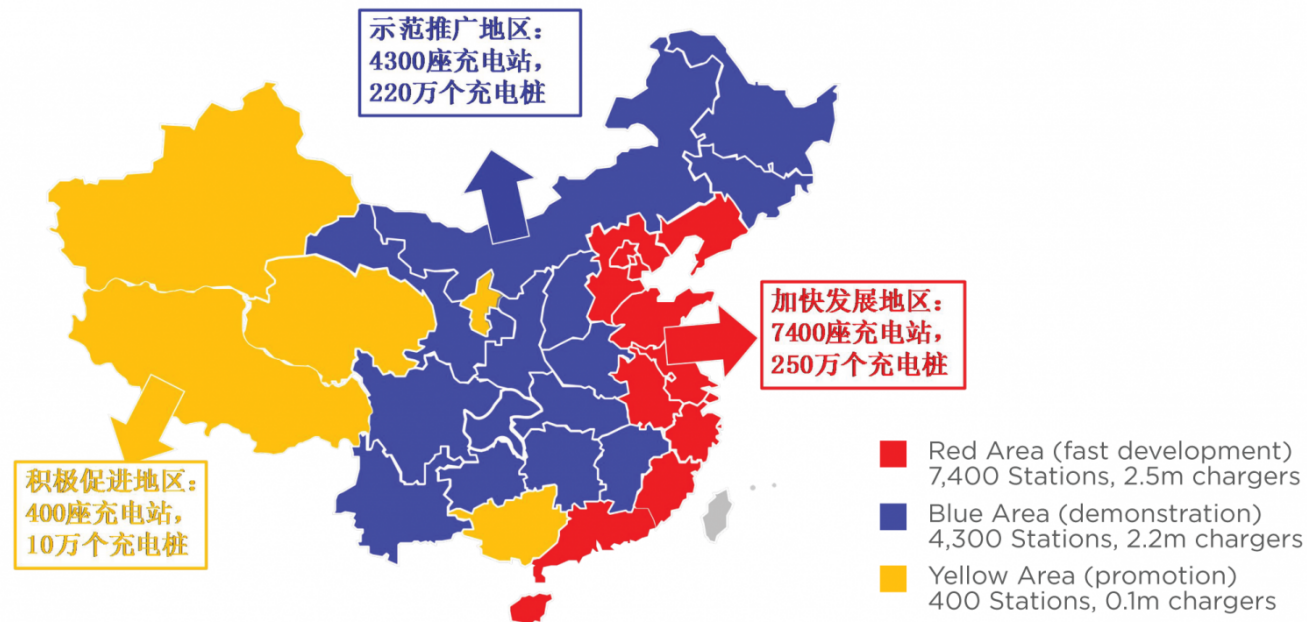 示范推广地区：
4300座充电站，
220万个充电桩
加快发展地区：
7400座充电站，
250万个充电桩
积极促进地区：
400座充电站，
10万个充电桩
Red Area (fast development)
7,400 Stations, 2.5m chargers
Blue Area (demonstration)
4,300 Stations, 2.2m chargers
Yellow Area (promotion)
400 Stations, 0.1m chargers